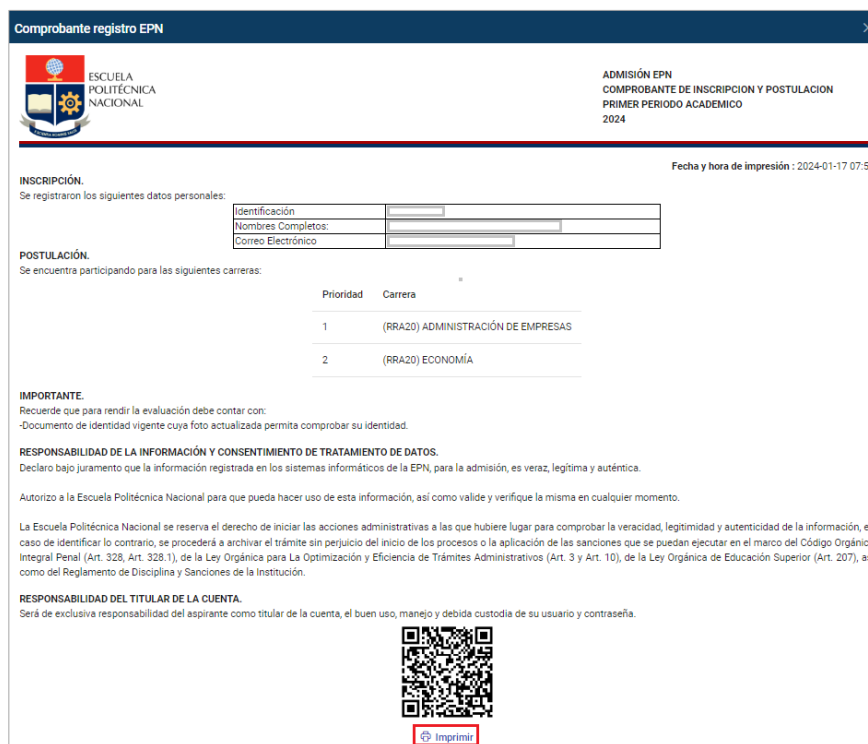 Comprobante registro EPN
ESCUELA
POLITÉCNICA
NACIONAL
ADMISIÓN EPN
COMPROBANTE DE INSCRIPCION Y POSTULACION
PRIMER PERIODO ACADEMICO
2024
Fecha y hora de impresión : 2024-01-17 07:5
INSCRIPCIÓN.
Se registraron los siguientes datos personales:
Identificación
Nombres Completos:
Correo Electrónico
POSTULACIÓN.
Se encuentra participando para las siguientes carreras:
Prioridad Carrera
1 (RRA20) ADMINISTRACIÓN DE EMPRESAS
2 (RRA20) ECONOMÍA
IMPORTANTE.
Recuerde que para rendir la evaluación debe contar con:
-Documento de identidad vigente cuya foto actualizada permita comprobar su identidad.
RESPONSABILIDAD DE LA INFORMACIÓN Y CONSENTIMIENTO DE TRATAMIENTO DE DATOS.
Declaro bajo juramento que la información registrada en los sistemas informáticos de la EPN, para la admisión, es veraz, legítima y auténtica.
Autorizo a la Escuela Politécnica Nacional para que pueda hacer uso de esta información, así como valide y verifique la misma en cualquier momento.
La Escuela Politécnica Nacional se reserva el derecho de iniciar las acciones administrativas a las que hubiere lugar para comprobar la veracidad, legitimidad y autenticidad de la información, e
caso de identificar lo contrario, se procederá a archivar el trámite sin perjuicio del inicio de los procesos o la aplicación de las sanciones que se puedan ejecutar en el marco del Código Orgánic
Integral Penal (Art. 328, Art. 328.1), de la Ley Orgánica para La Optimización y Eficiencia de Trámites Administrativos (Art. 3 y Art. 10), de la Ley Orgánica de Educación Superior (Art. 207), a
como del Reglamento de Disciplina y Sanciones de la Institución.
RESPONSABILIDAD DEL TITULAR DE LA CUENTA.
Será de exclusiva responsabilidad del aspirante como titular de la cuenta, el buen uso, manejo y debida custodia de su usuario y contraseña.
Imprimir